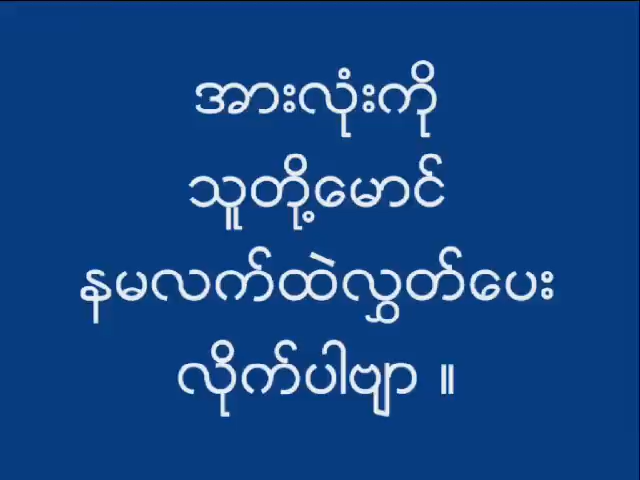 အားလုံးကို
သူတို့မောင်
နမလက်ထဲလွှတ်ပေး
လိုက်ပါဗျာ ။